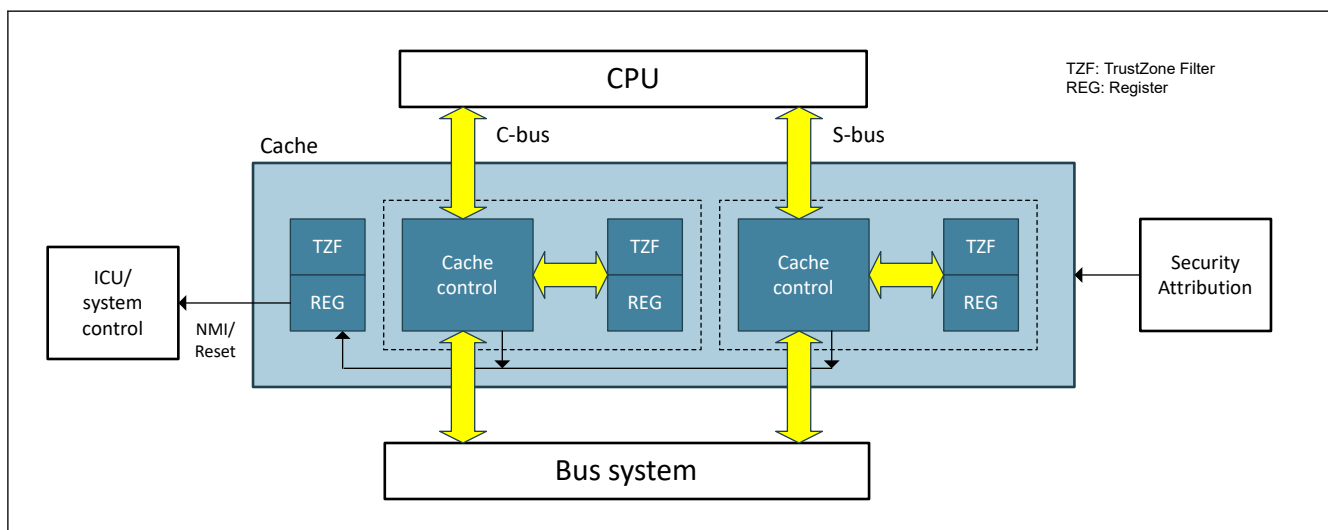 CPU
TZF: TrustZone Filter
REG: Register
C-bus
S-bus
Cache
TZF
REG
Cache
control
TZF
REG
Cache
control
TZF
REG
ICU/
system
control
NMI/
Reset
Security
Attribution
Bus system